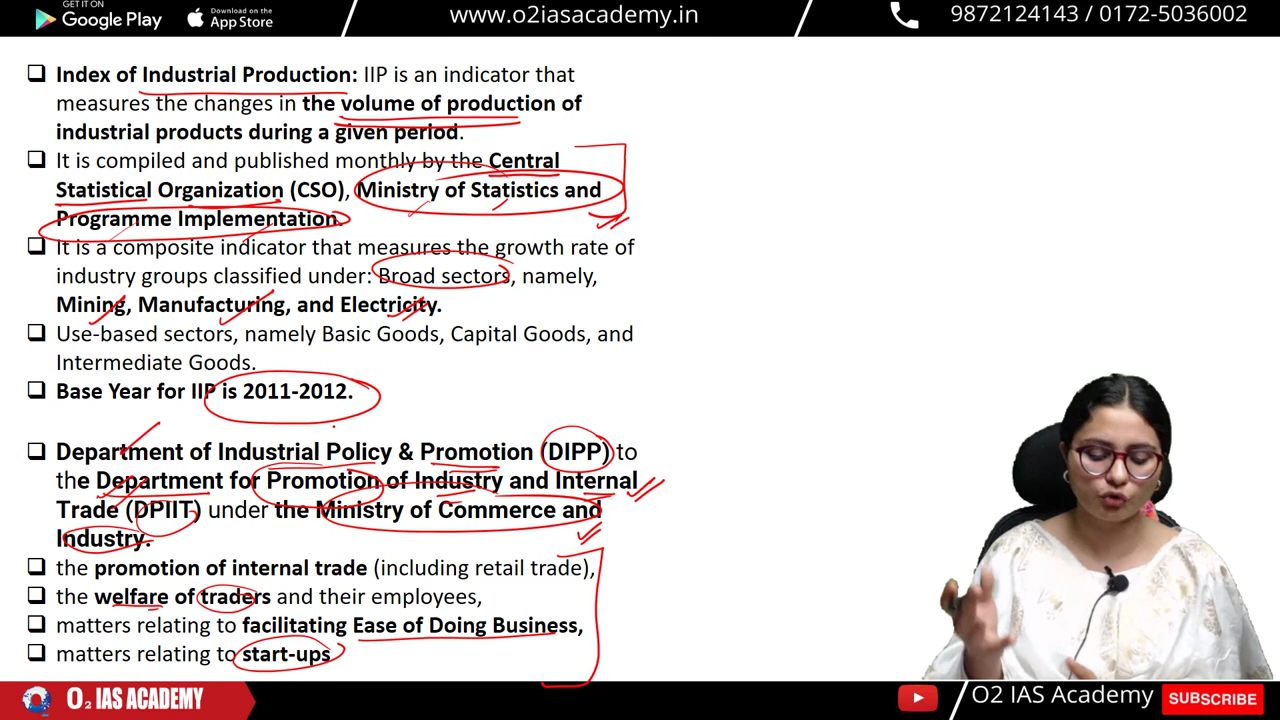 GET IT ON
Google Play
Download on the
App Store
www.o2iasacademy.in
9872124143 / 0172-5036002
Index of Industrial Production: IIP is an indicator that
measures the changes in the volume of production of
industrial products during a given period.
It is compiled and published monthly by the Central
Statistical Organization (CSO), Ministry of Statistics and
Programme Implementation.
It is a composite indicator that measures the growth rate of
industry groups classified under: Broad sectors, namely,
Mining, Manufacturing, and Electricity.
Use-based sectors, namely Basic Goods, Capital Goods, and
Intermediate Goods.
Base Year for IIP is 2011-2012.
Department of Industrial Policy & Promotion (DIPP) to
the Department for Promotion of Industry and Internal
Trade (DPIIT) under the Ministry of Commerce and
Industry.
the promotion of internal trade (including retail trade),
the welfare of traders and their employees,
matters relating to facilitating Ease of Doing Business,
matters relating to start-ups
O2 IAS ACADEMY
O2 IAS Academy
SUBSCRIBE